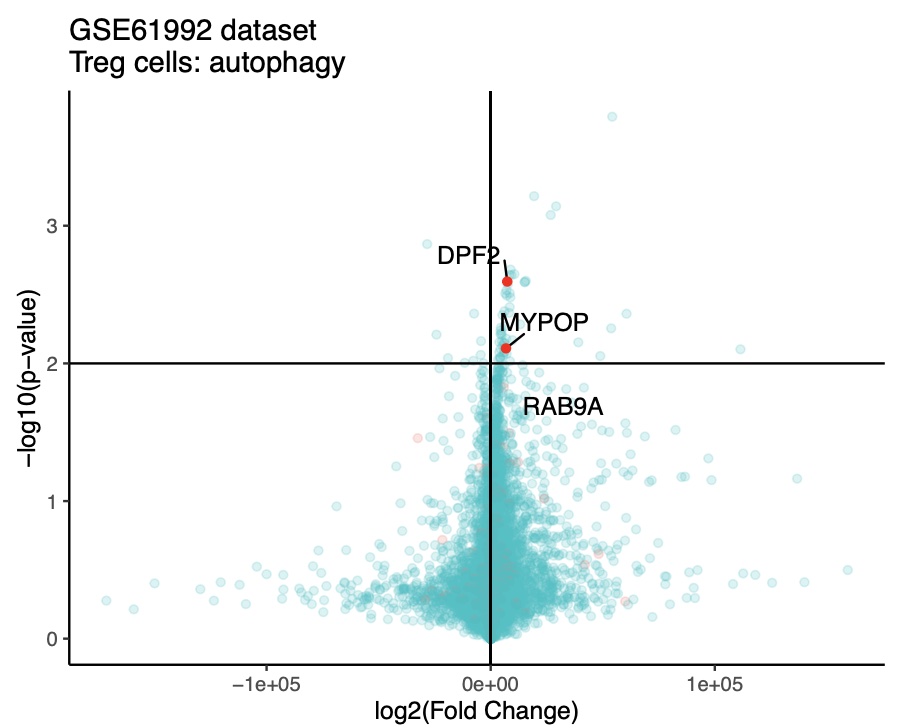 GSE61992 dataset
Treg cells: autophagy
3
DPF2
MYPOP
2
RAB9A
1
0
−log10(p−value)
−1e+05
0e+00
1e+05
log2(Fold Change)